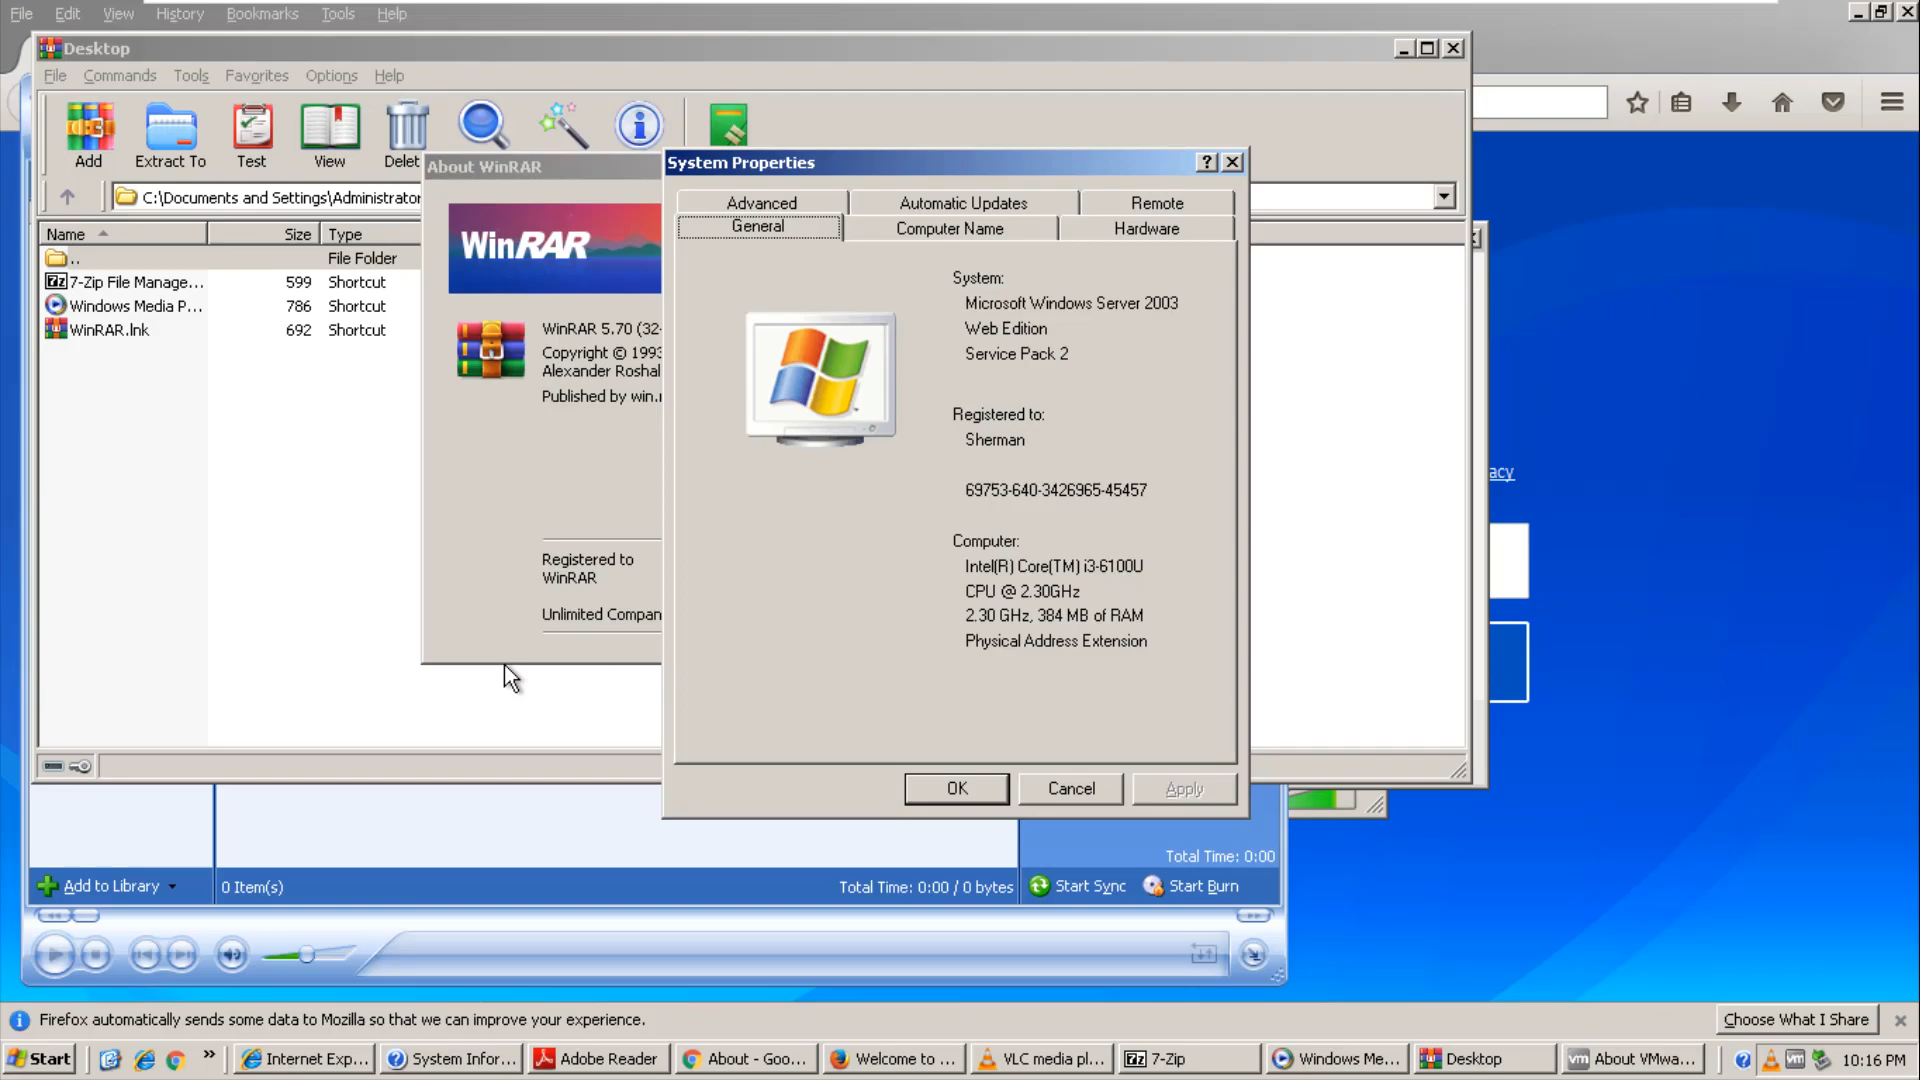 File Edit View History Bookmarks Tools Help
Desktop
File Commands Tools Favorites Options Help
Add Extract To Test View Delet
About WinRAR
System Properties
C:\Documents and Settings\Administrator
Advanced Automatic Updates Remote
General Computer Name Hardware
Name Size Type
.. File Folder
7-Zip File Manage... 599 Shortcut
Windows Media P... 786 Shortcut
WinRAR.lnk 692 Shortcut
WinRAR
WinRAR 5.70 (32-
Copyright © 1993
Alexander Roshal
Published by win.r
Registered to
WinRAR
Unlimited Compan
System:
Microsoft Windows Server 2003
Web Edition
Service Pack 2
Registered to:
Sherman
69753-640-3426965-45457
Computer:
Intel(R) Core(TM) i3-6100U
CPU @ 2.30GHz
2.30 GHz, 384 MB of RAM
Physical Address Extension
OK Cancel Apply
acy
Total Time: 0:00
Add to Library 0 Item(s) Total Time: 0:00 / 0 bytes Start Sync Start Burn
Firefox automatically sends some data to Mozilla so that we can improve your experience. Choose What I Share
Start » Internet Exp... System Infor... Adobe Reader About - Goo... Welcome to ... VLC media pl... 7-Zip Windows Me... Desktop About VMwa... 10:16 PM